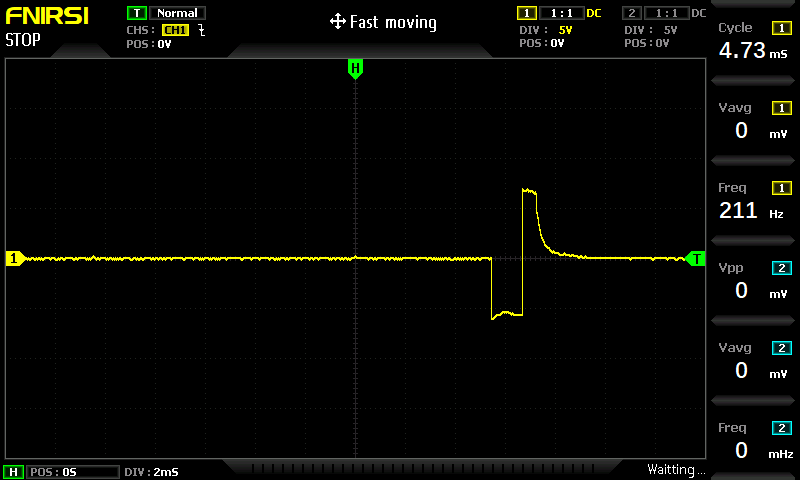 FNIRSI
STOP
T Normal
CHS: CH1
POS:0V
Fast moving
1 1:1 DC
DIV: 5V
POS:0V
2 1:1 DC
DIV: 5V
POS:0V
H
1
T
Cycle 1
4.73 mS
Vavg 1
0 mV
Freq 1
211 Hz
Vpp 2
0 mV
Vavg 2
0 mV
Freq 2
0 mHz
H POS:0S DIV:2mS
Waitting...